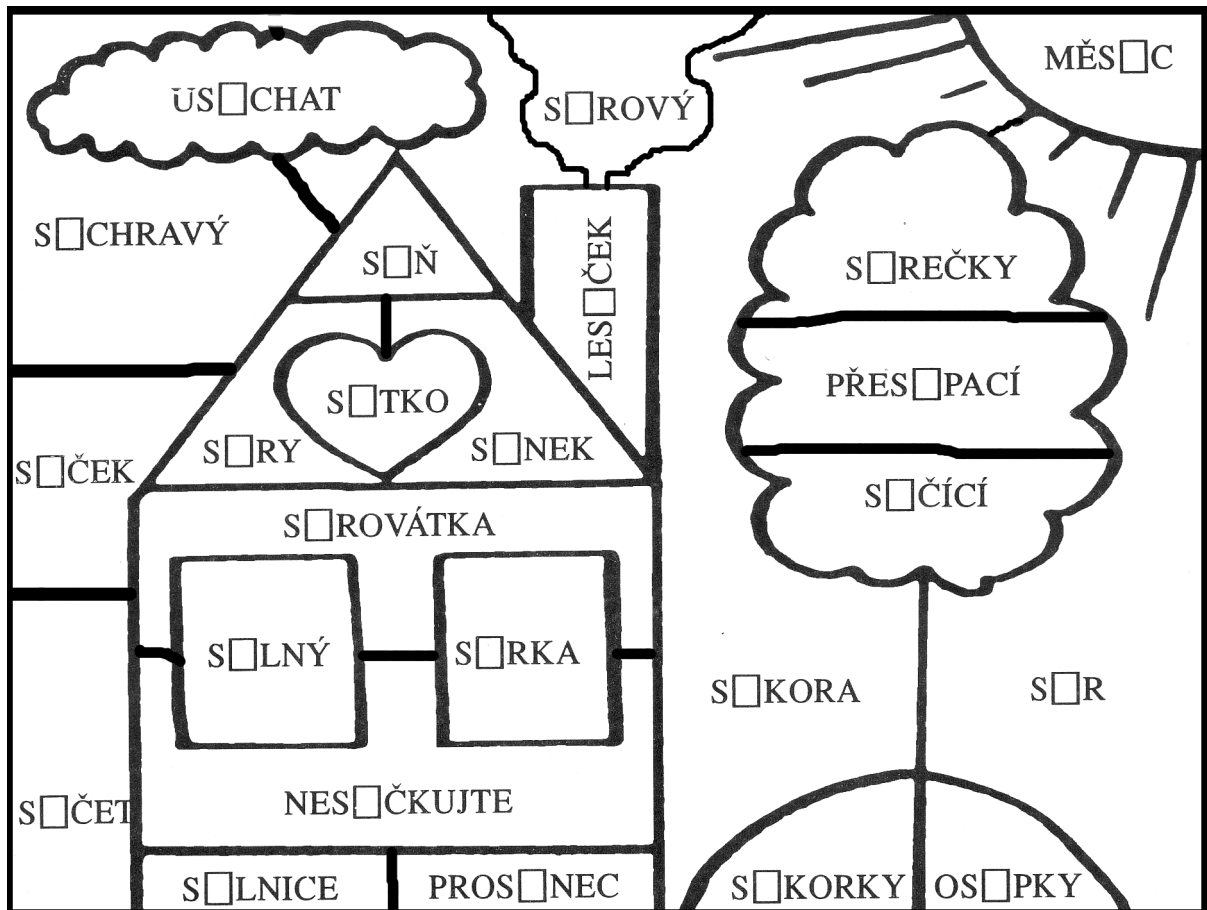 US□CHAT
S□ROVÝ
MĚS□C
S□CHRAVÝ
S□Ň
LES□ČEK
S□REČKY
S□TKO
PŘES□PACÍ
S□RY
S□NEK
S□ČEK
S□ČÍCÍ
S□ROVÁTKA
S□LNÝ
S□RKA
S□KORA
S□R
NES□ČKUJTE
S□ČET
S□LNICE
PROS□NEC
S□KORKY
OS□PKY